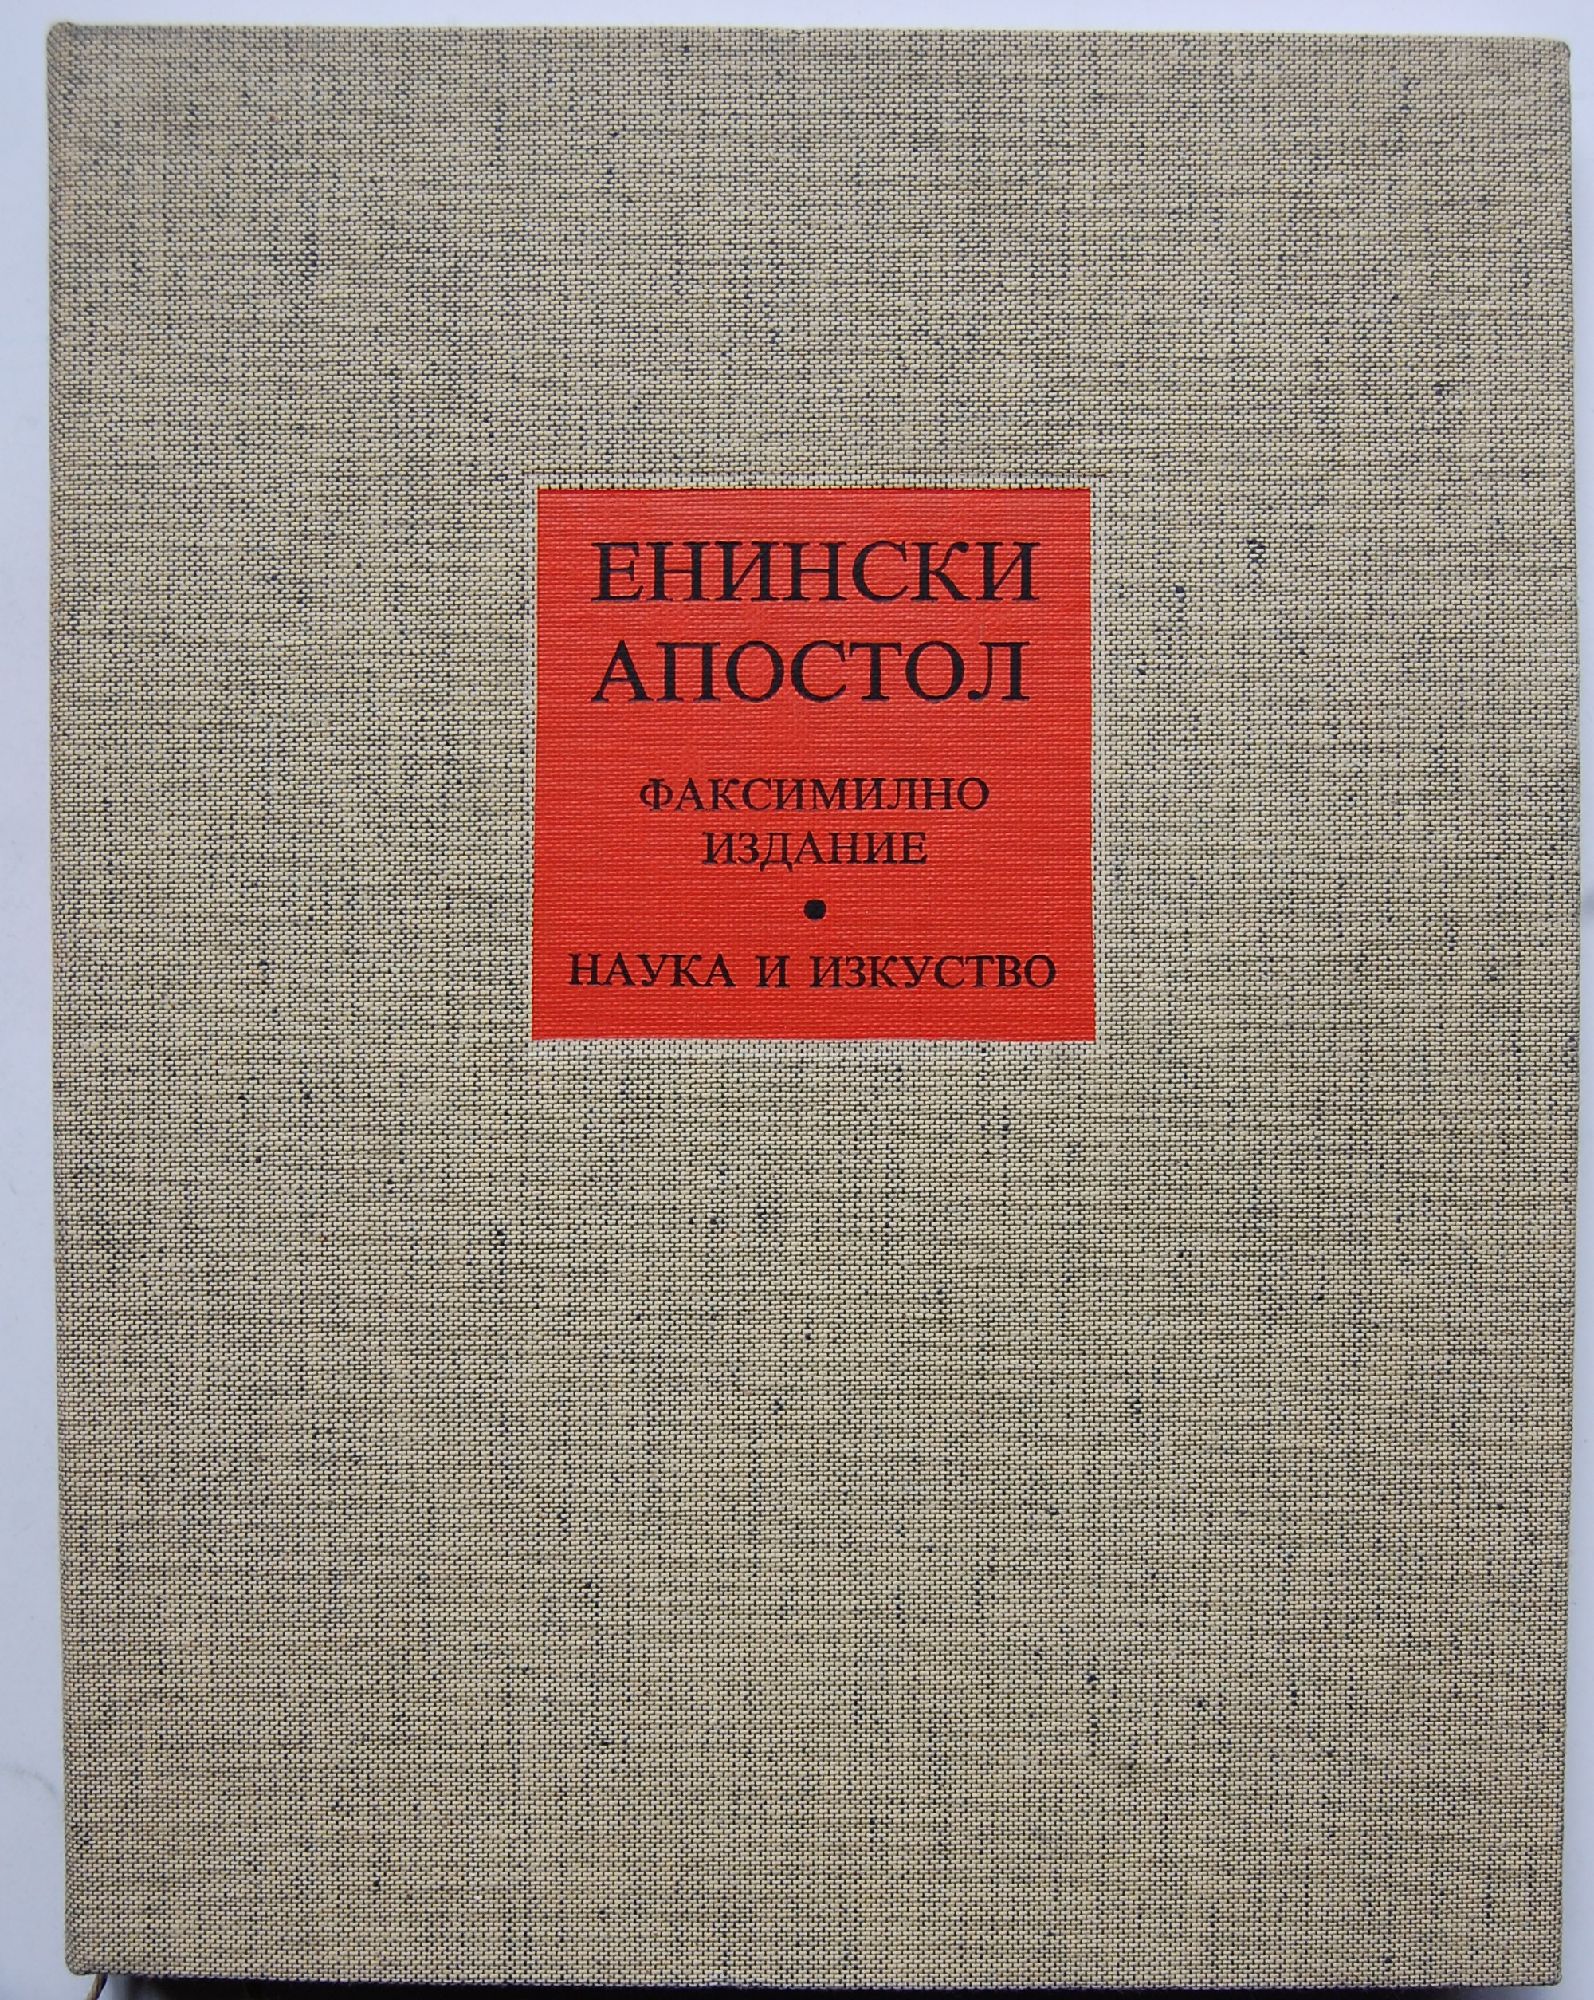 ЕНИНСКИ
АПОСТОЛ
ФАКСИМИЛНО
ИЗДАНИЕ
•
НАУКА И ИЗКУСТВО